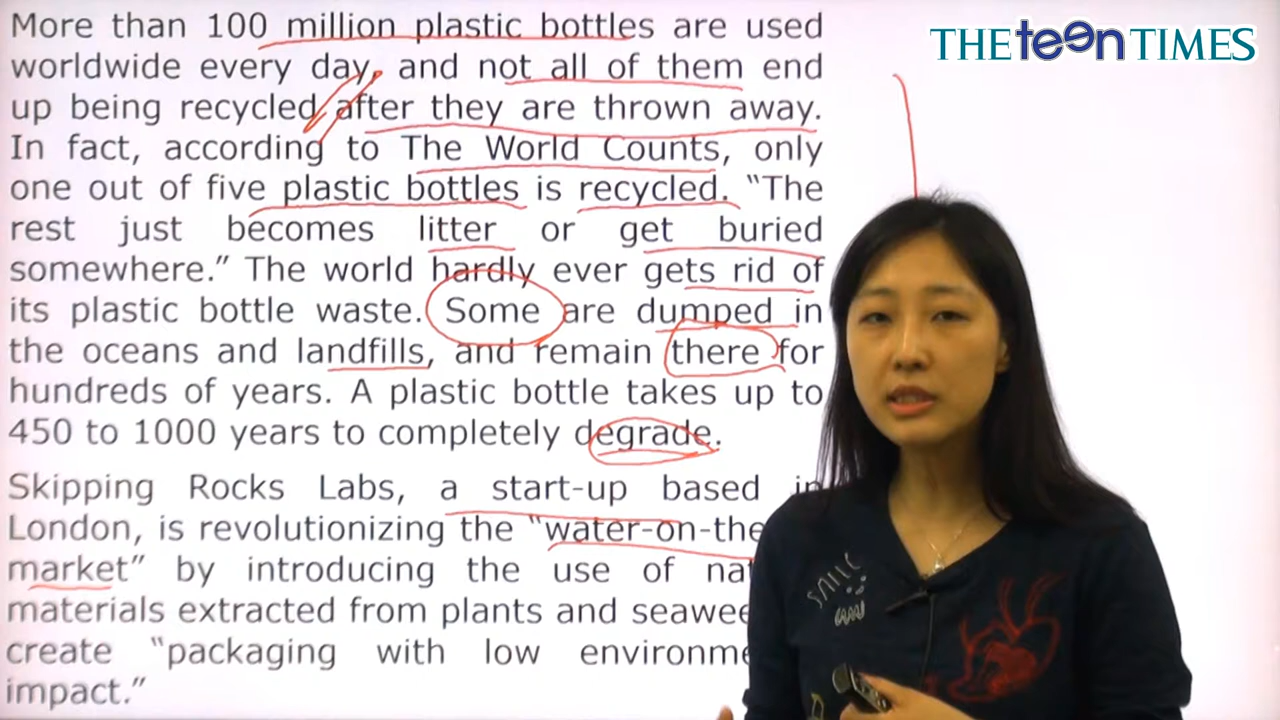 THE teen TIMES
More than 100 million plastic bottles are used
worldwide every day, and not all of them end
up being recycled after they are thrown away.
In fact, according to The World Counts, only
one out of five plastic bottles is recycled. “The
rest just becomes litter or get buried
somewhere.” The world hardly ever gets rid of
its plastic bottle waste. Some are dumped in
the oceans and landfills, and remain there for
hundreds of years. A plastic bottle takes up to
450 to 1000 years to completely degrade.
Skipping Rocks Labs, a start-up based in
London, is revolutionizing the “water-on-the
market” by introducing the use of
materials extracted from plants and
create “packaging with low
impact.”
SMILE